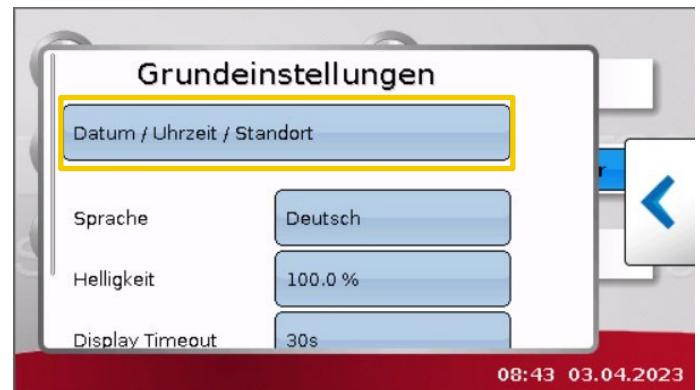 Grundeinstellungen
Datum / Uhrzeit / Standort
Sprache Deutsch
Helligkeit 100.0 %
Display Timeout 30s
08:43 03.04.2023